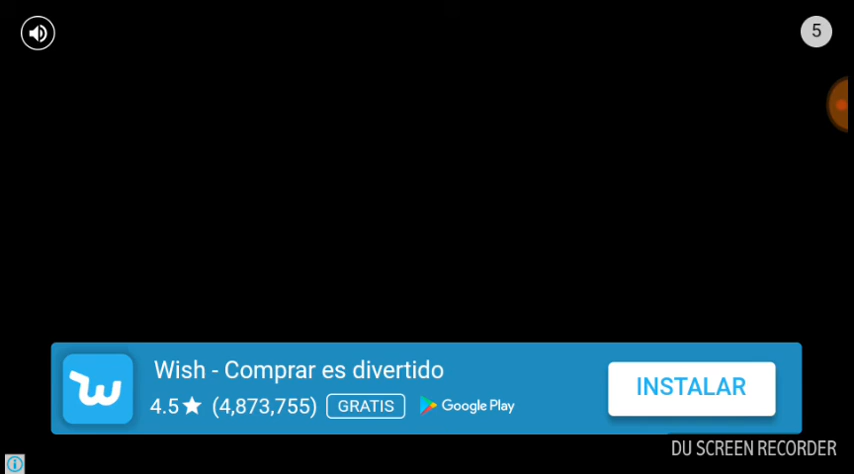 5
Wish - Comprar es divertido
4.5★ (4,873,755) GRATIS Google Play
INSTALAR
DU SCREEN RECORDER